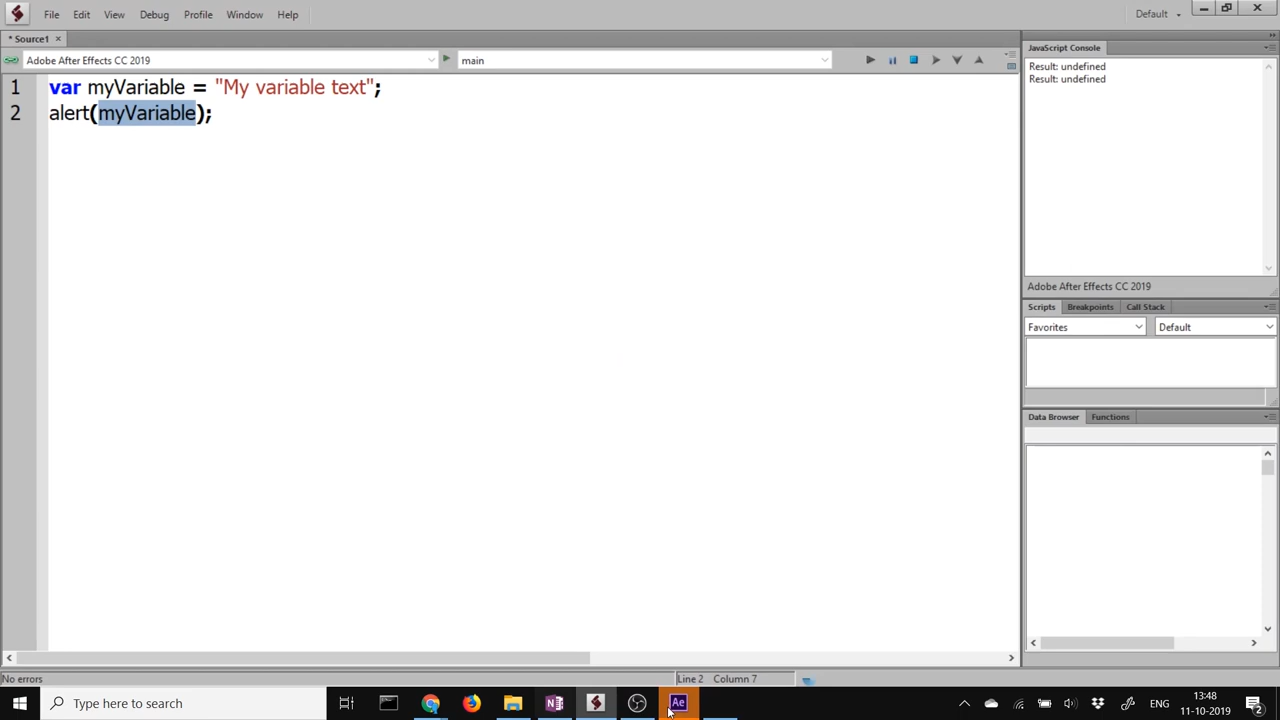 File Edit View Debug Profile Window Help Default
* Source1 ×
Adobe After Effects CC 2019 main
1 var myVariable = "My variable text";
2 alert(myVariable);
JavaScript Console
Result: undefined
Result: undefined
Adobe After Effects CC 2019
Scripts Breakpoints Call Stack
Favorites Default
Data Browser Functions
No errors Line 2 Column 7
Type here to search
Ae
ENG
13:48
11-10-2019
2